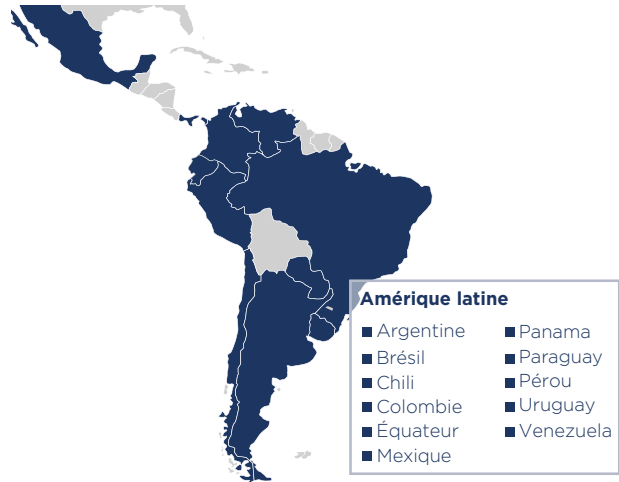 Amérique latine
Argentine
Brésil
Chili
Colombie
Équateur
Mexique
Panama
Paraguay
Pérou
Uruguay
Venezuela